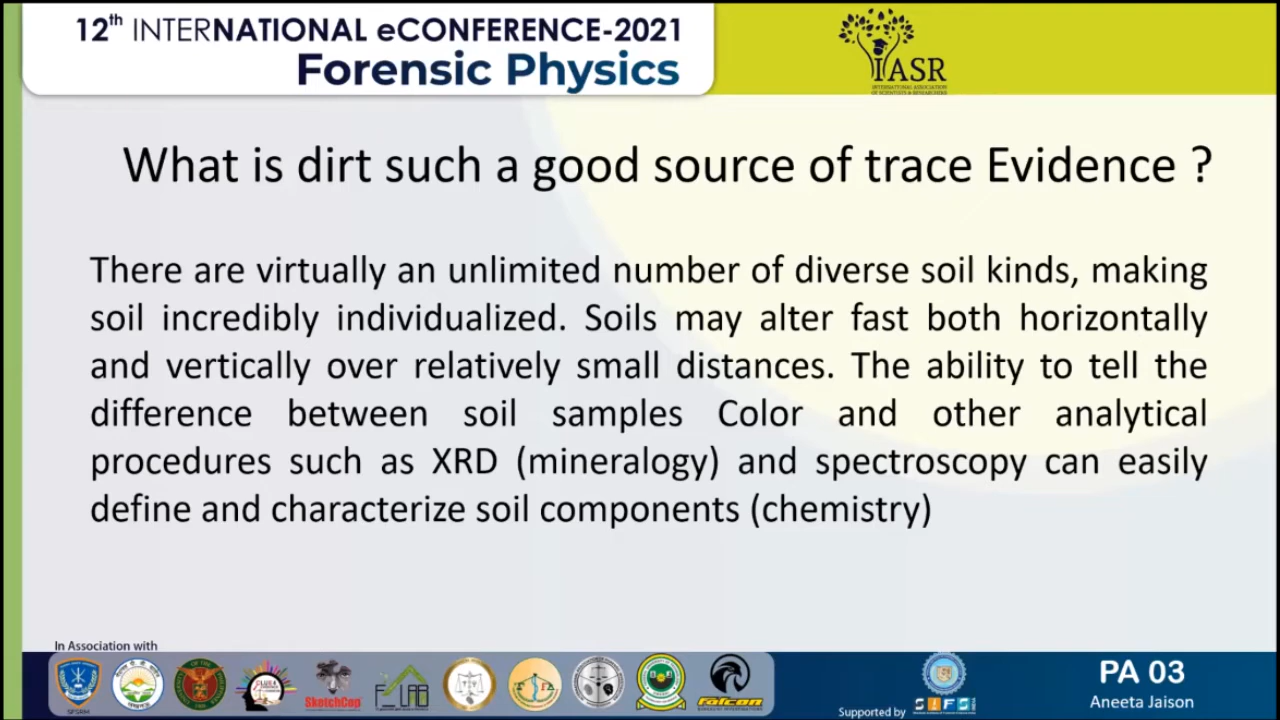 12th INTERNATIONAL eCONFERENCE-2021
Forensic Physics
IASR
INTERNATIONAL ASSOCIATION
OF SCIENTISTS & RESEARCHERS
What is dirt such a good source of trace Evidence ?
There are virtually an unlimited number of diverse soil kinds, making
soil incredibly individualized. Soils may alter fast both horizontally
and vertically over relatively small distances. The ability to tell the
difference between soil samples Color and other analytical
procedures such as XRD (mineralogy) and spectroscopy can easily
define and characterize soil components (chemistry)
In Association with
SketchCop
F-LAB
falcon
Supported by
SIFS
PA 03
Aneeta Jaison